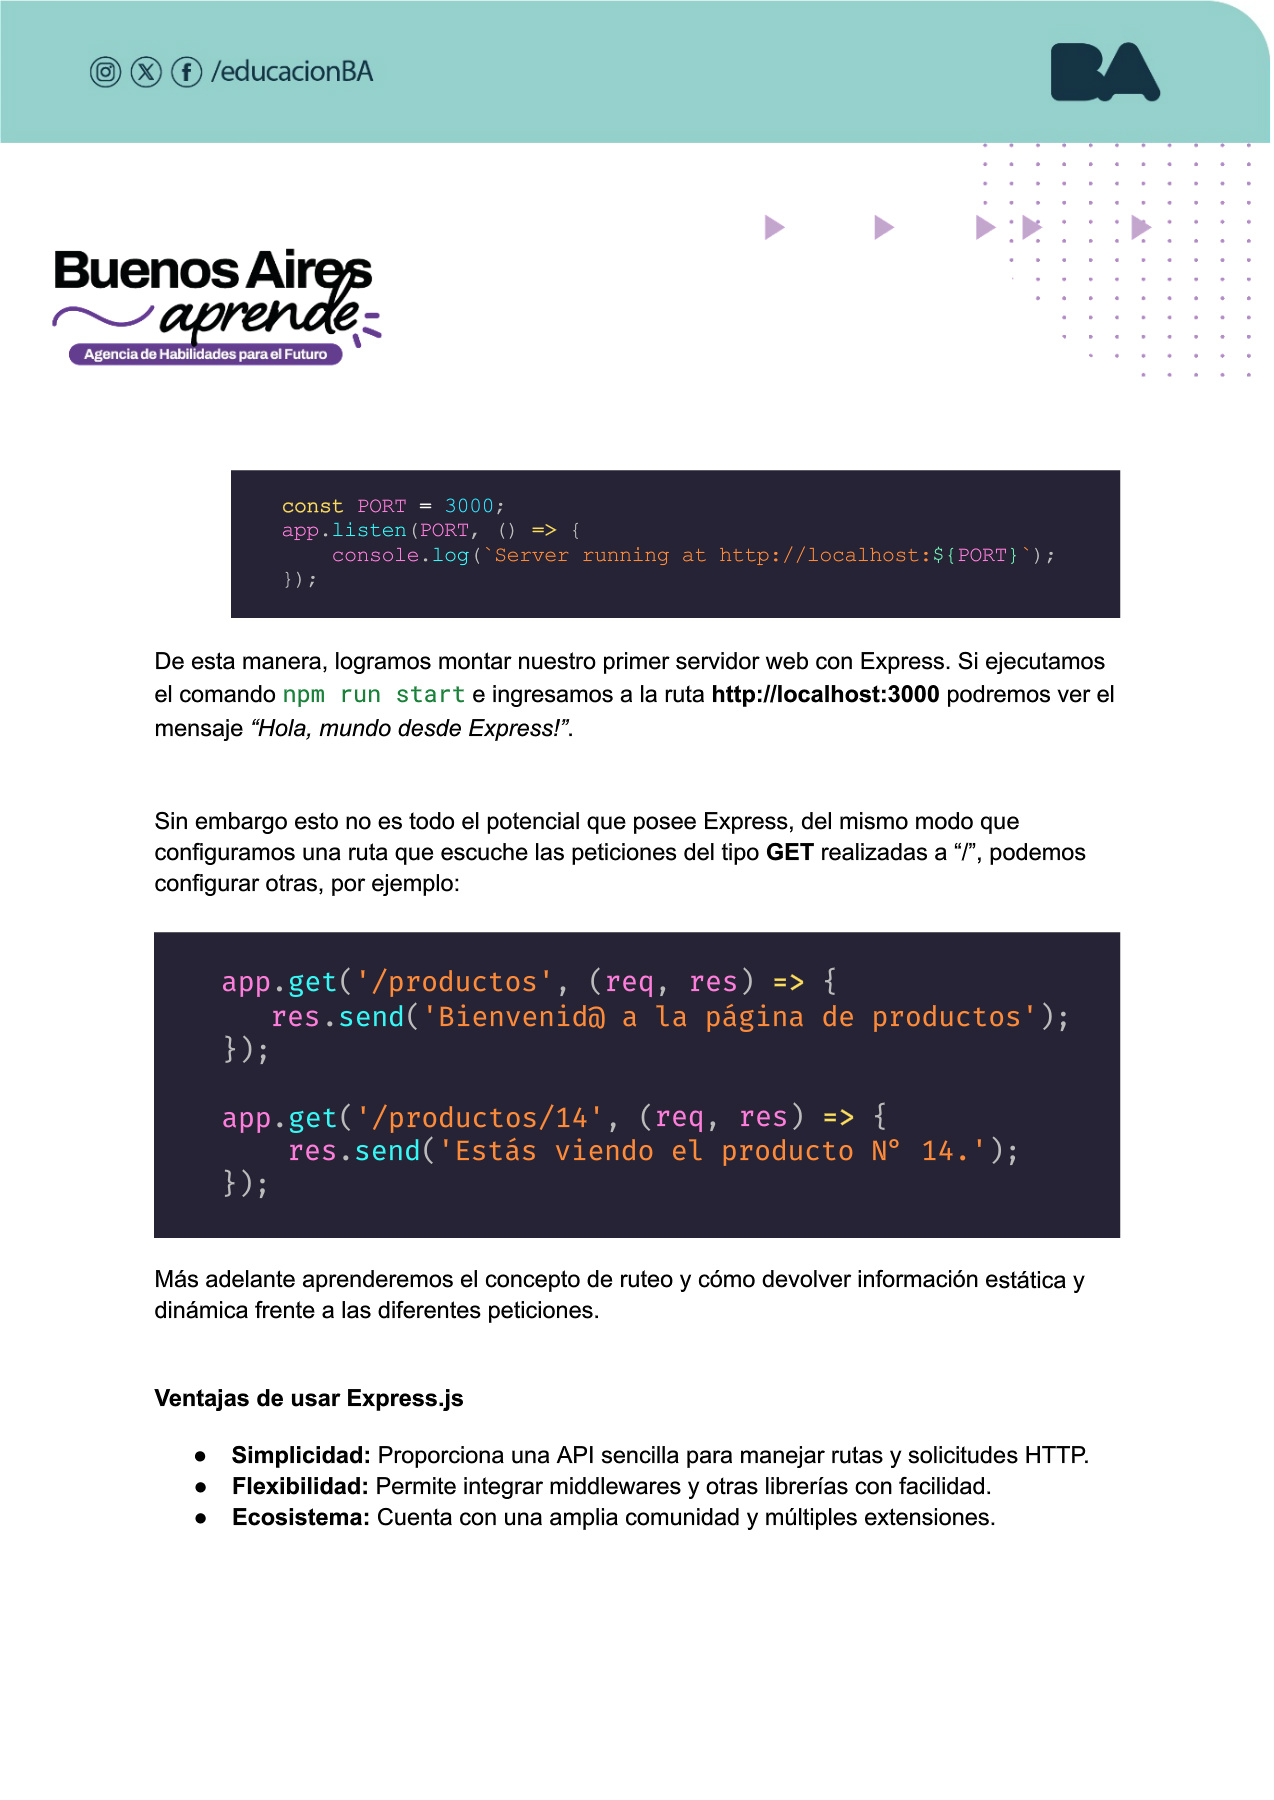 /educacionBA
BA
Buenos Aires
aprende
Agencia de Habilidades para el Futuro
const PORT = 3000;
app.listen(PORT, () => {
    console.log(`Server running at http://localhost:${PORT}`);
});
De esta manera, logramos montar nuestro primer servidor web con Express. Si ejecutamos
el comando npm run start e ingresamos a la ruta http://localhost:3000 podremos ver el
mensaje “Hola, mundo desde Express!”.
Sin embargo esto no es todo el potencial que posee Express, del mismo modo que
configuramos una ruta que escuche las peticiones del tipo GET realizadas a “/”, podemos
configurar otras, por ejemplo:
app.get('/productos', (req, res) => {
   res.send('Bienvenid@ a la página de productos');
});
app.get('/productos/14', (req, res) => {
    res.send('Estás viendo el producto N° 14.');
});
Más adelante aprenderemos el concepto de ruteo y cómo devolver información estática y
dinámica frente a las diferentes peticiones.
Ventajas de usar Express.js
● Simplicidad: Proporciona una API sencilla para manejar rutas y solicitudes HTTP.
● Flexibilidad: Permite integrar middlewares y otras librerías con facilidad.
● Ecosistema: Cuenta con una amplia comunidad y múltiples extensiones.